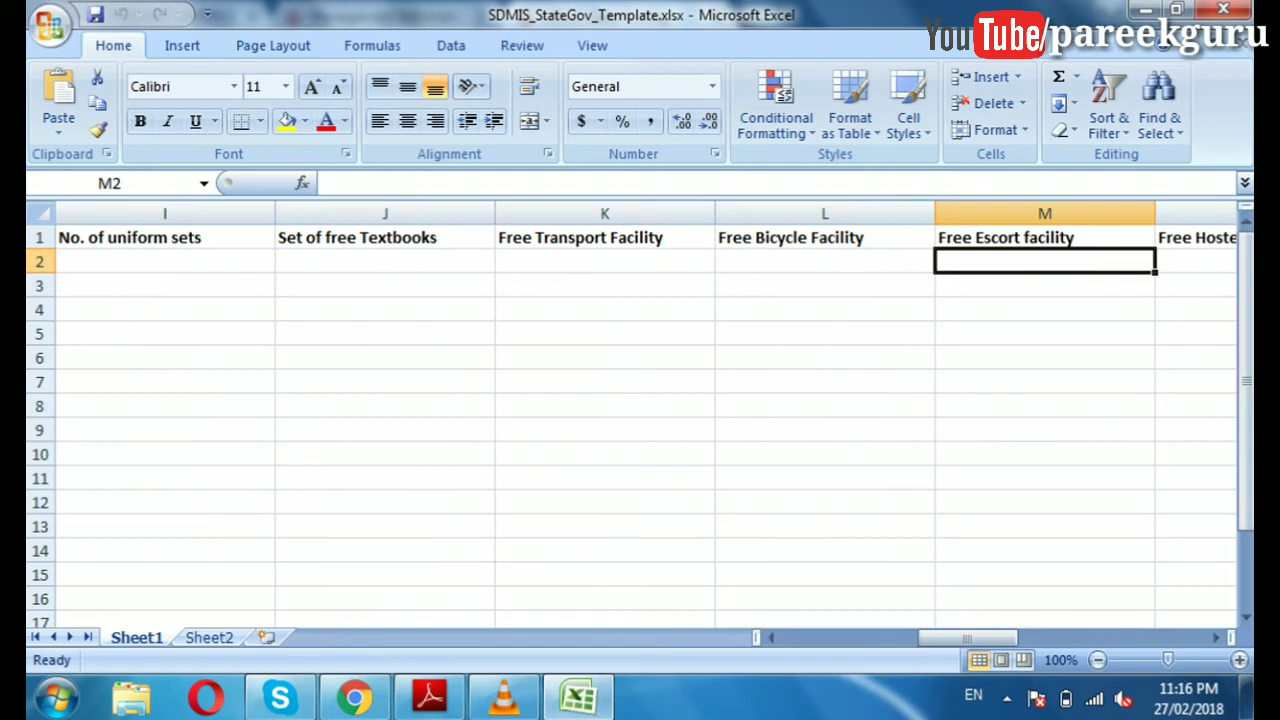 SDMIS_StateGov_Template.xlsx - Microsoft Excel
YouTube/pareekguru
Home Insert Page Layout Formulas Data Review View
Calibri 11 General
Paste
B I U $ % ,
Conditional Formatting
Format as Table
Cell Styles
Insert
Delete
Format
Σ
Sort & Filter
Find & Select
Clipboard Font Alignment Number Styles Cells Editing
M2 fx
I J K L M
1 No. of uniform sets Set of free Textbooks Free Transport Facility Free Bicycle Facility Free Escort facility Free Hoste
2
3
4
5
6
7
8
9
10
11
12
13
14
15
16
17
Sheet1 Sheet2
Ready 100%
EN 11:16 PM
27/02/2018